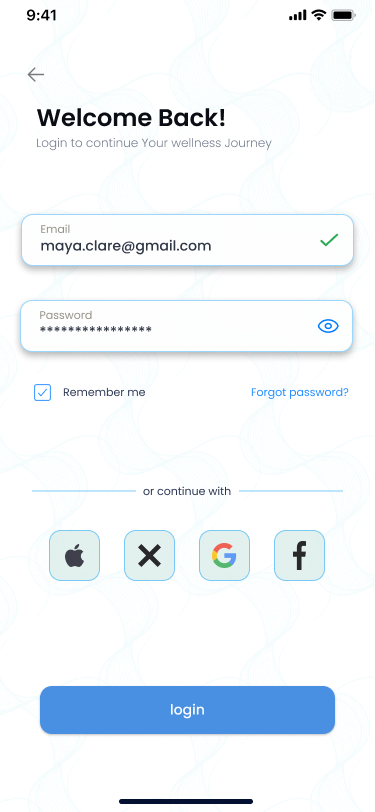 9:41
Welcome Back!
Login to continue Your wellness Journey
Email
maya.clare@gmail.com
Password
****************
Remember me
Forgot password?
or continue with
login